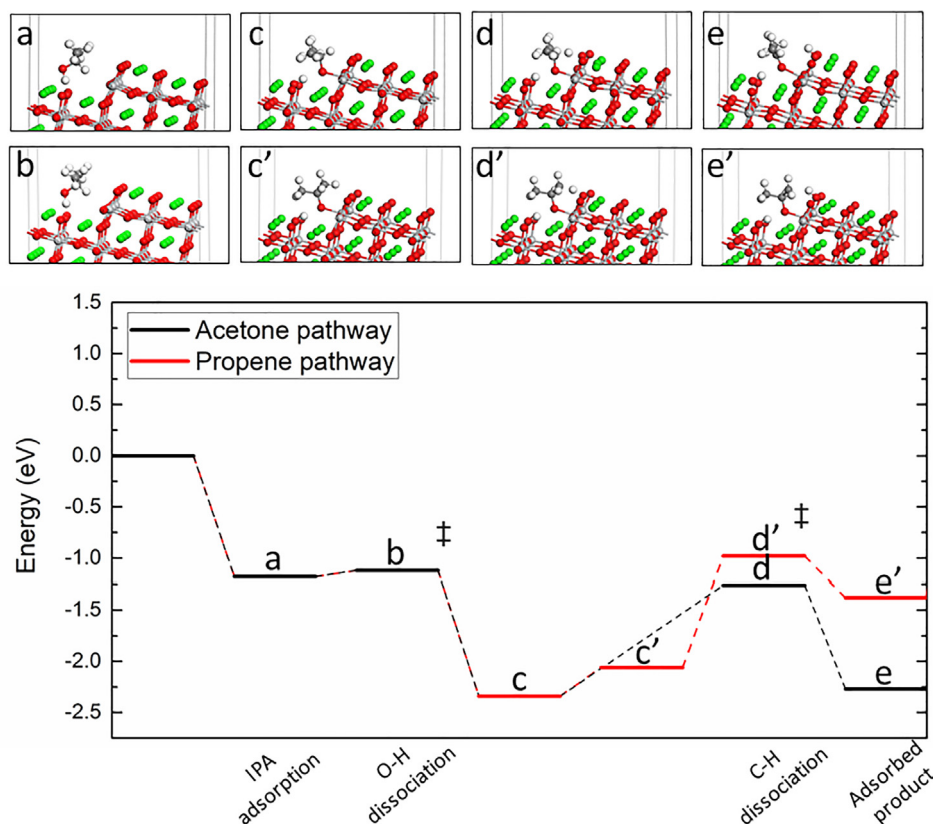 a
c
d
e
b
c’
d’
e’
1.5
1.0
0.5
0.0
-0.5
-1.0
-1.5
-2.0
-2.5
Energy (eV)
Acetone pathway
Propene pathway
a
b
‡
c
c’
d’
‡
d
e’
e
IPA
adsorption
O-H
dissociation
C-H
dissociation
Adsorbed
product